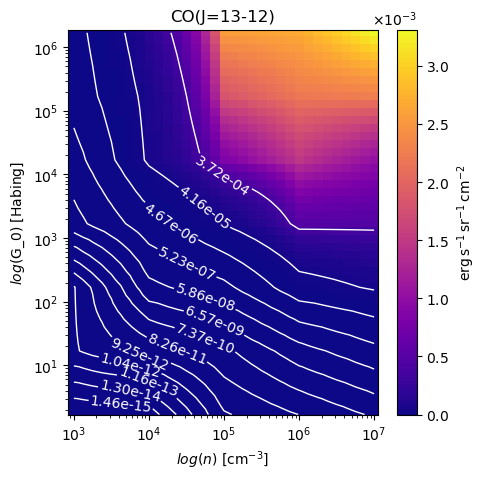 CO(J=13-12)
×10⁻³
log(G_0) [Habing]
10⁶
10⁵
10⁴
10³
10²
10¹
3.72e-04
4.16e-05
4.67e-06
5.23e-07
5.86e-08
6.57e-09
7.37e-10
8.26e-11
9.25e-12
1.04e-12
1.16e-13
1.30e-14
1.46e-15
10³ 10⁴ 10⁵ 10⁶ 10⁷
log(n) [cm⁻³]
3.0
2.5
2.0
1.5
1.0
0.5
0.0
erg s⁻¹ sr⁻¹ cm⁻²